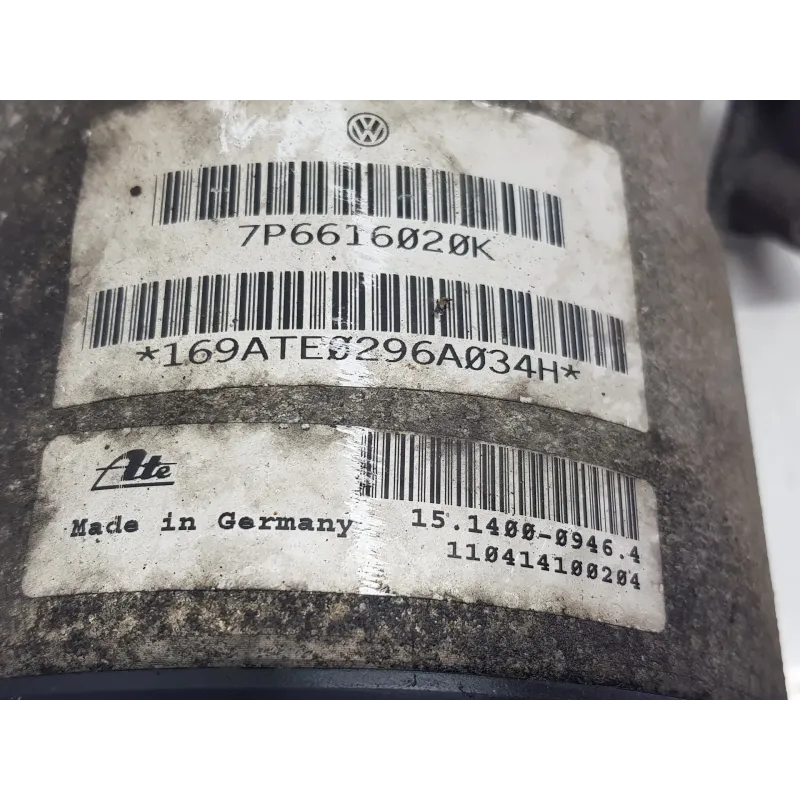 7P6616020K
*169ATE0296A034H*
Ate
Made in Germany
15.1400-0946.4
110414100204